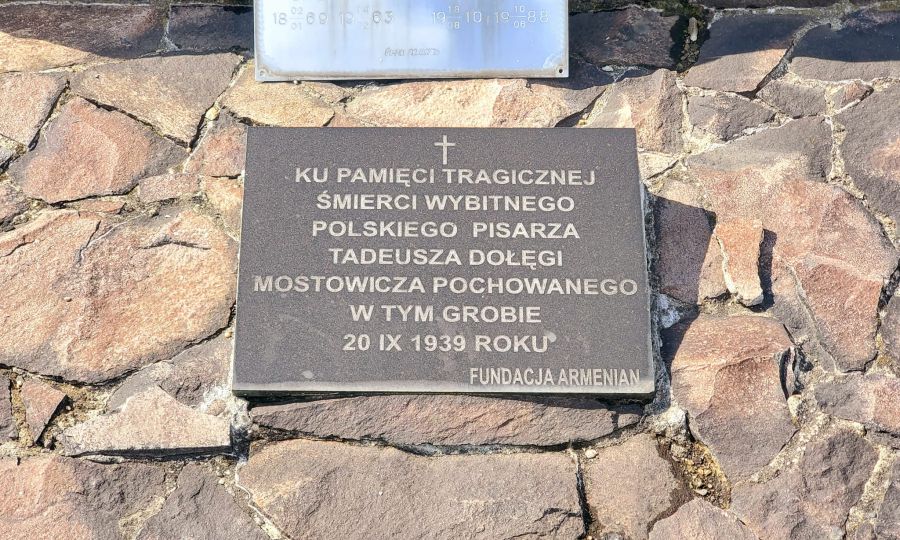 KU PAMIĘCI TRAGICZNEJ
ŚMIERCI WYBITNEGO
POLSKIEGO PISARZA
TADEUSZA DOŁĘGI
MOSTOWICZA POCHOWANEGO
W TYM GROBIE
20 IX 1939 ROKU
FUNDACJA ARMENIAN